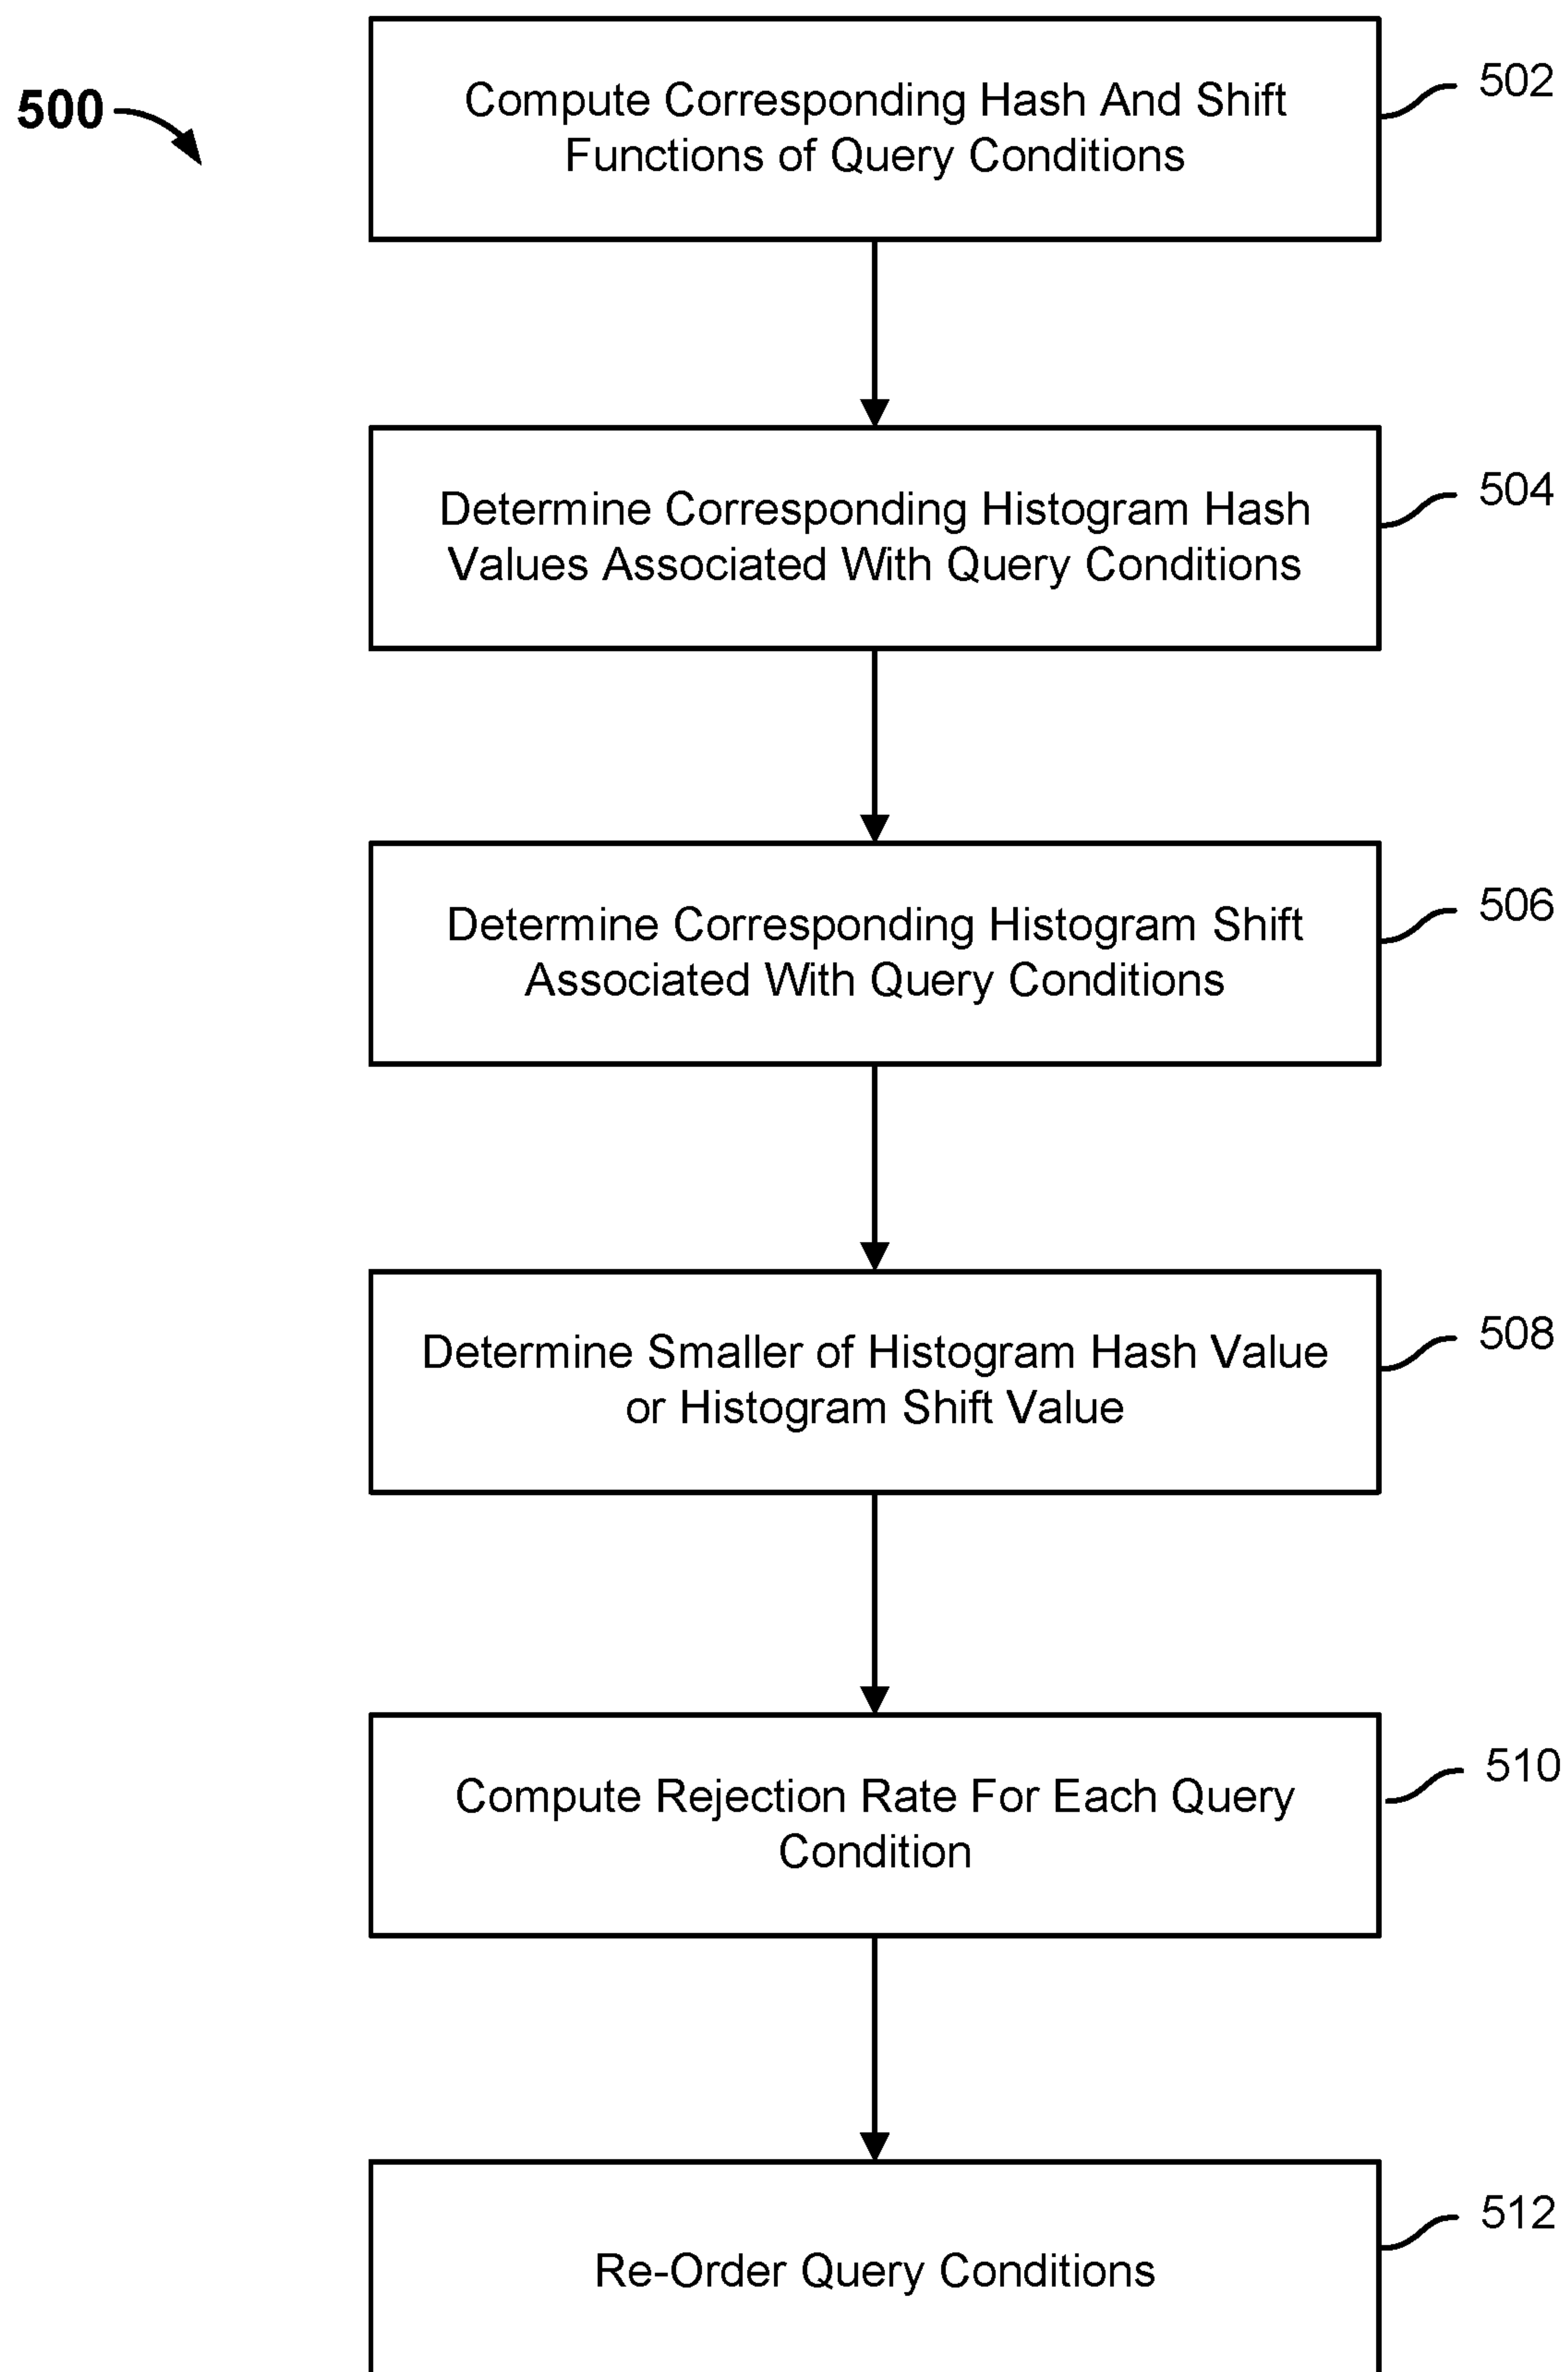 500
Compute Corresponding Hash And Shift
Functions of Query Conditions
502
Determine Corresponding Histogram Hash
Values Associated With Query Conditions
504
Determine Corresponding Histogram Shift
Associated With Query Conditions
506
Determine Smaller of Histogram Hash Value
or Histogram Shift Value
508
Compute Rejection Rate For Each Query
Condition
510
Re-Order Query Conditions
512